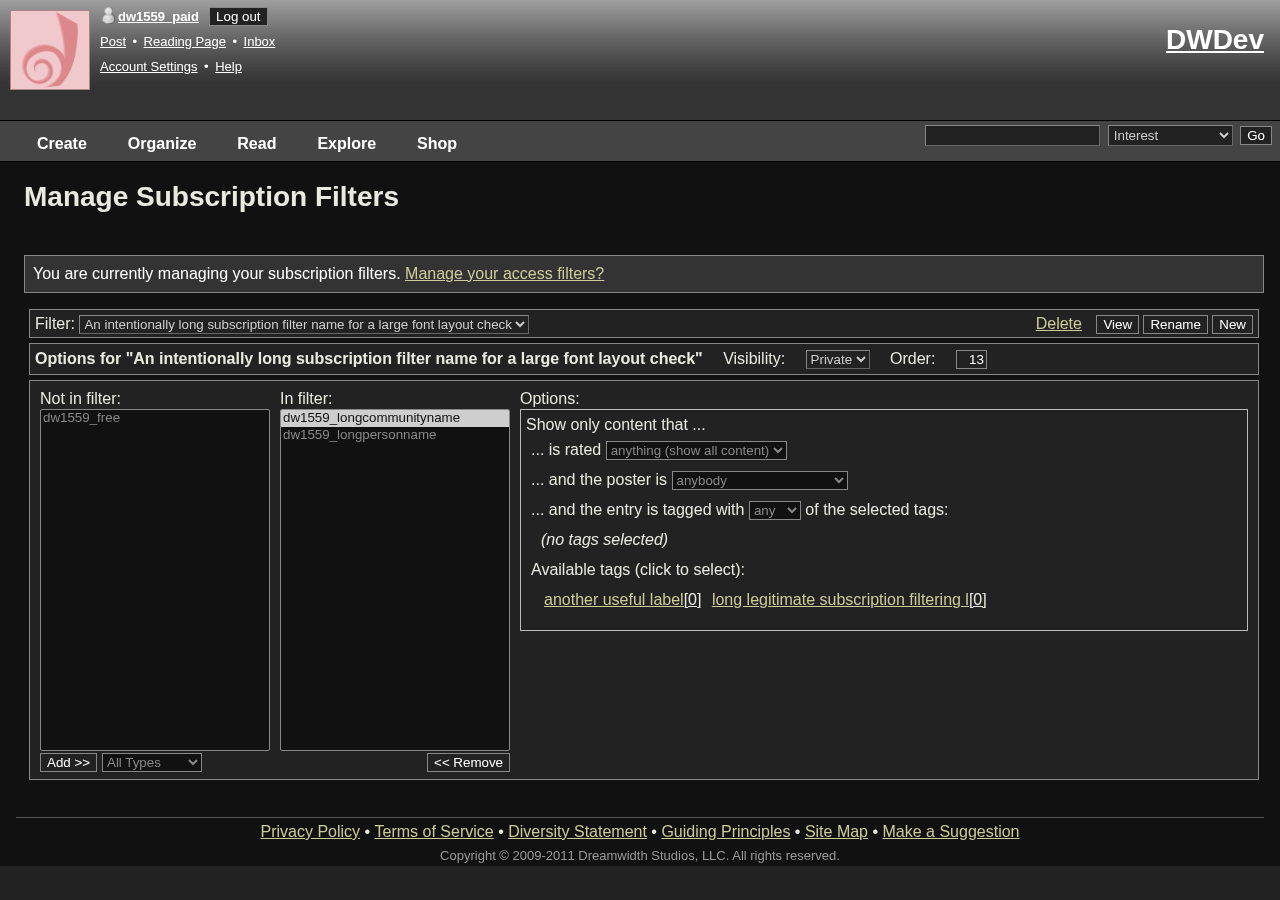 dw1559_paid Log out
Post • Reading Page • Inbox
Account Settings • Help
DWDev
Create Organize Read Explore Shop
Interest Go
Manage Subscription Filters
You are currently managing your subscription filters. Manage your access filters?
Filter: An intentionally long subscription filter name for a large font layout check Delete View Rename New
Options for "An intentionally long subscription filter name for a large font layout check" Visibility: Private Order: 13
Not in filter: In filter: Options:
dw1559_free
dw1559_longcommunityname
dw1559_longpersonname
Show only content that ...
... is rated anything (show all content)
... and the poster is anybody
... and the entry is tagged with any of the selected tags:
(no tags selected)
Available tags (click to select):
another useful label[0] long legitimate subscription filtering l[0]
Add >> All Types << Remove
Privacy Policy • Terms of Service • Diversity Statement • Guiding Principles • Site Map • Make a Suggestion
Copyright © 2009-2011 Dreamwidth Studios, LLC. All rights reserved.